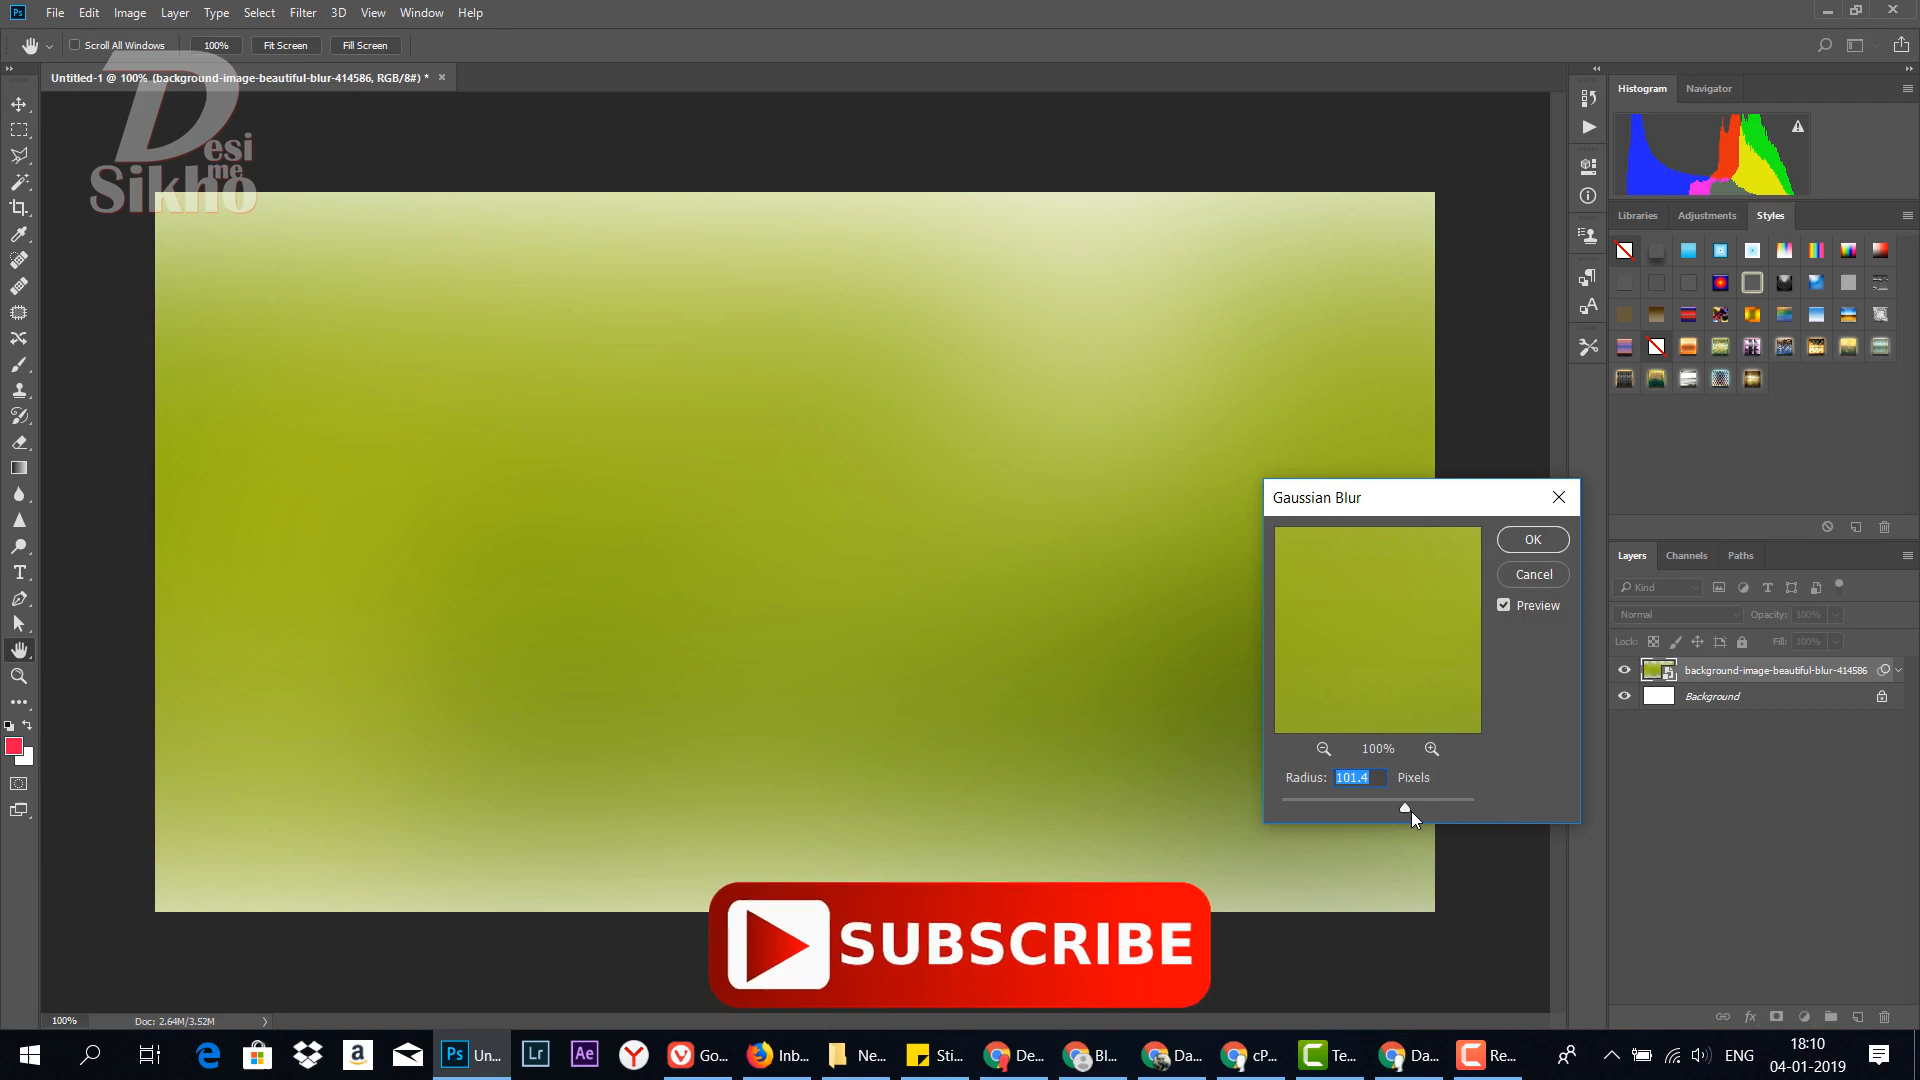 Ps File Edit Image Layer Type Select Filter 3D View Window Help
Scroll All Windows 100% Fit Screen Fill Screen
Untitled-1 @ 100% (background-image-beautiful-blur-414586, RGB/8#) * ×
Desi
me
Sikho
Histogram Navigator
Libraries Adjustments Styles
Gaussian Blur
OK
Cancel
Preview
100%
Radius: 101.4 Pixels
Layers Channels Paths
Kind
Normal Opacity: 100%
Lock: Fill: 100%
background-image-beautiful-blur-414586
Background
SUBSCRIBE
100% Doc: 2.64M/3.52M
Ps Un... Lr Ae Go... Inb... Ne... Sti... De... Bl... Da... cP... Te... Da... Re... ENG
18:10
04-01-2019